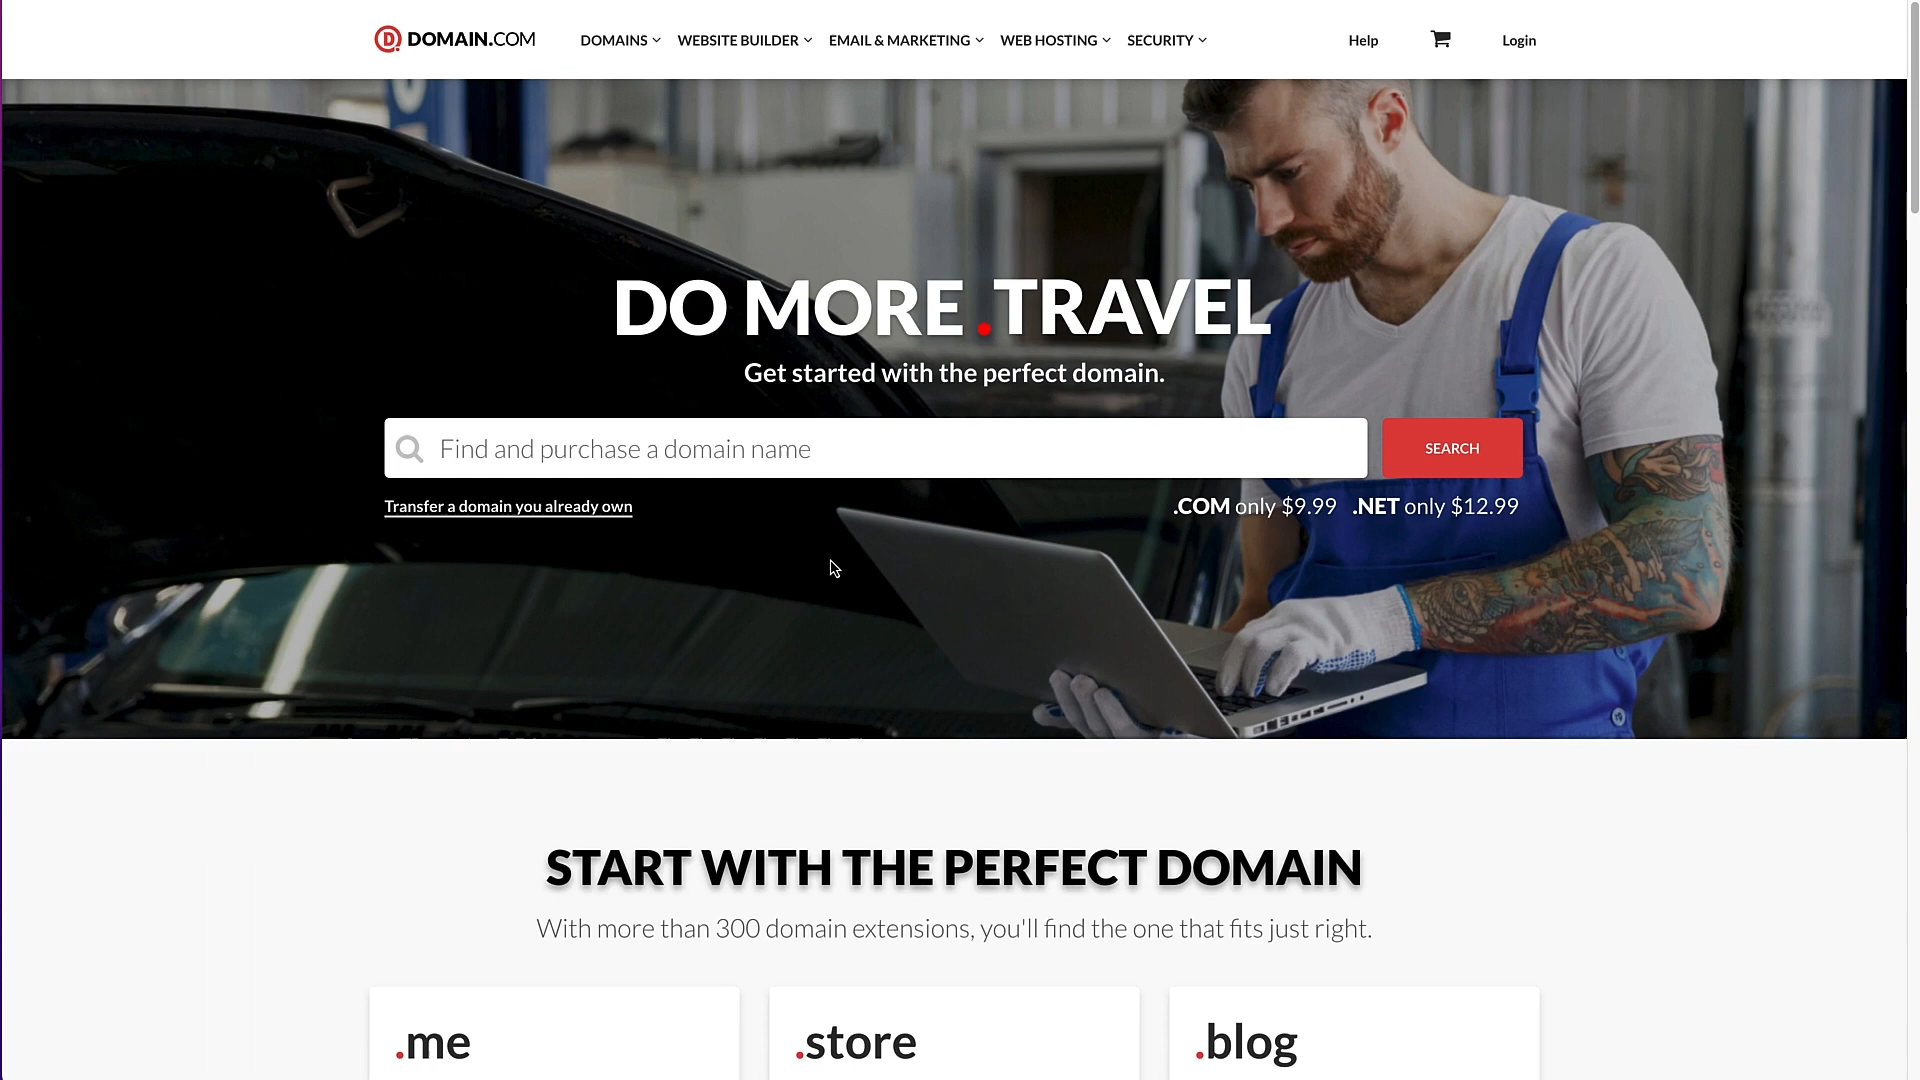 DOMAIN.COM
DOMAINS WEBSITE BUILDER EMAIL & MARKETING WEB HOSTING SECURITY Help Login
DO MORE .TRAVEL
Get started with the perfect domain.
Find and purchase a domain name
SEARCH
Transfer a domain you already own
.COM only $9.99 .NET only $12.99
START WITH THE PERFECT DOMAIN
With more than 300 domain extensions, you'll find the one that fits just right.
.me
.store
.blog